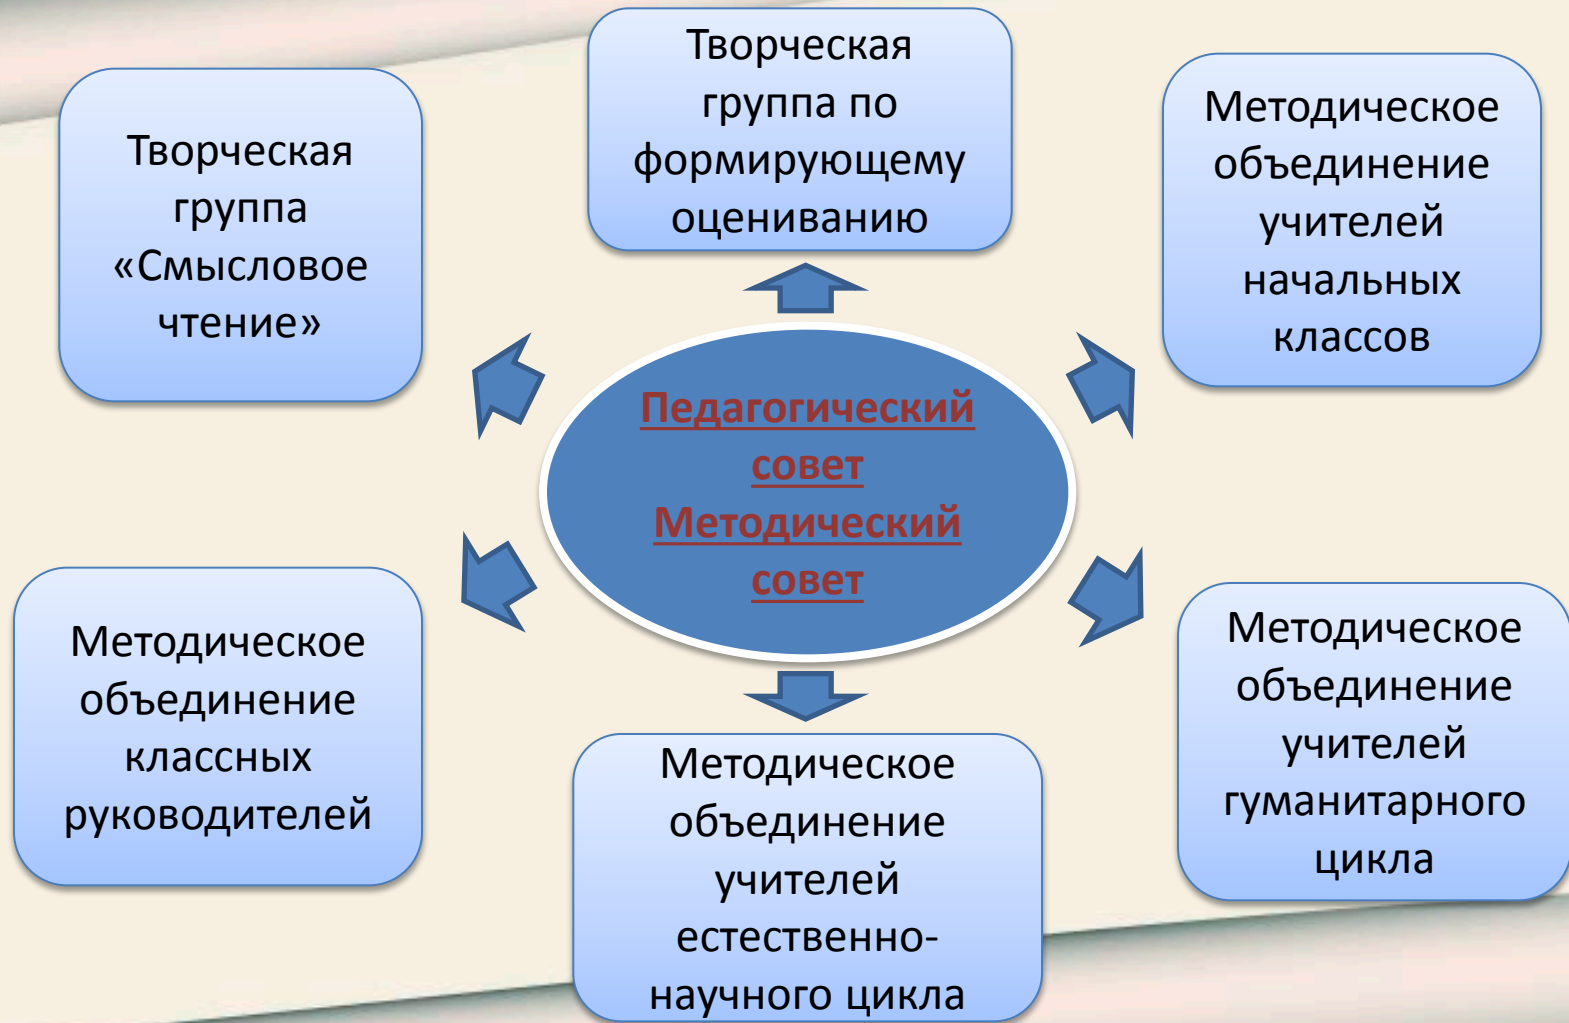 Творческая
группа по
формирующему
оцениванию
Творческая
группа
«Смысловое
чтение»
Методическое
объединение
учителей
начальных
классов
Педагогический
совет
Методический
совет
Методическое
объединение
классных
руководителей
Методическое
объединение
учителей
естественно-
научного цикла
Методическое
объединение
учителей
гуманитарного
цикла